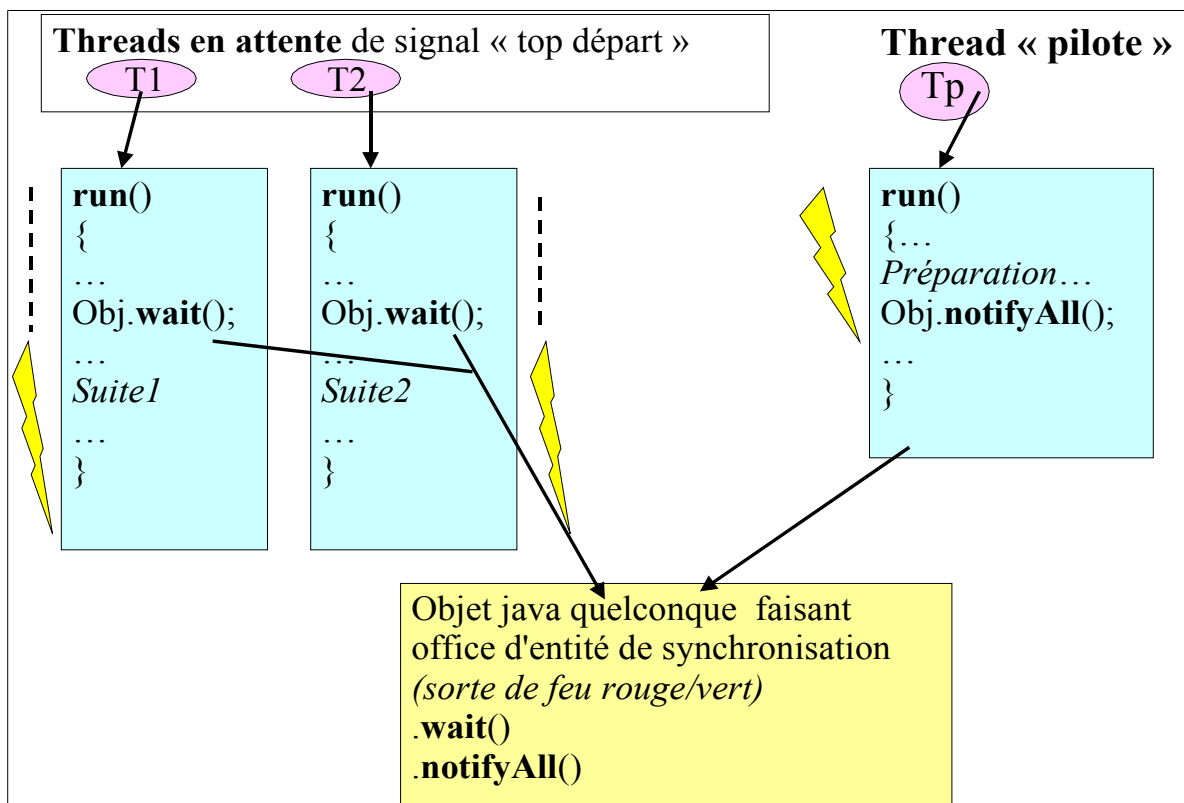 Threads en attente de signal « top départ »
T1
T2
Thread « pilote »
Tp
run()
{
…
Obj.wait();
…
Suite1
…
}
run()
{
…
Obj.wait();
…
Suite2
…
}
run()
{…
Préparation…
Obj.notifyAll();
…
}
Objet java quelconque faisant
office d'entité de synchronisation
(sorte de feu rouge/vert)
.wait()
.notifyAll()